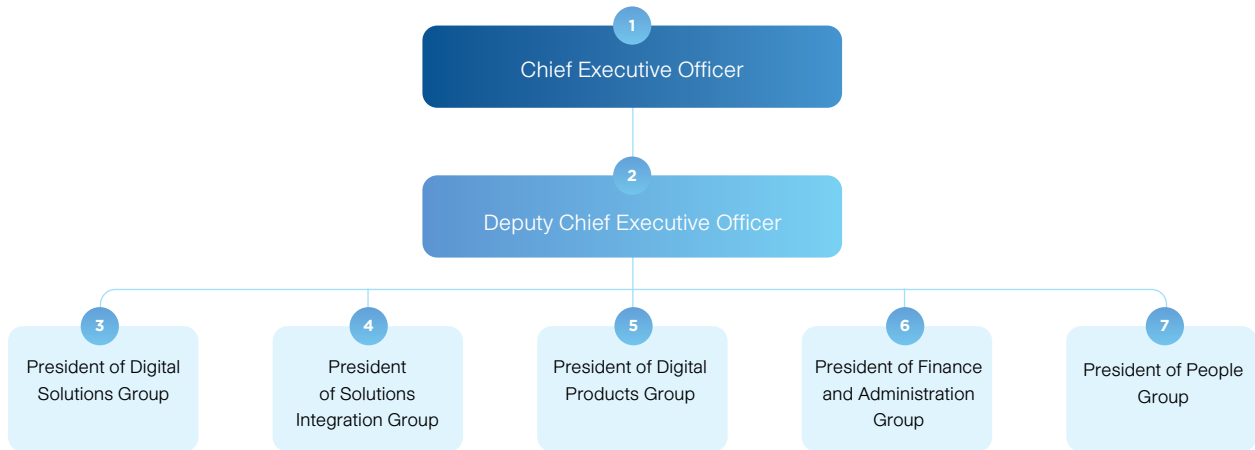 1
Chief Executive Officer
2
Deputy Chief Executive Officer
3
President of Digital
Solutions Group
4
President
of Solutions
Integration Group
5
President of Digital
Products Group
6
President of Finance
and Administration
Group
7
President of People
Group